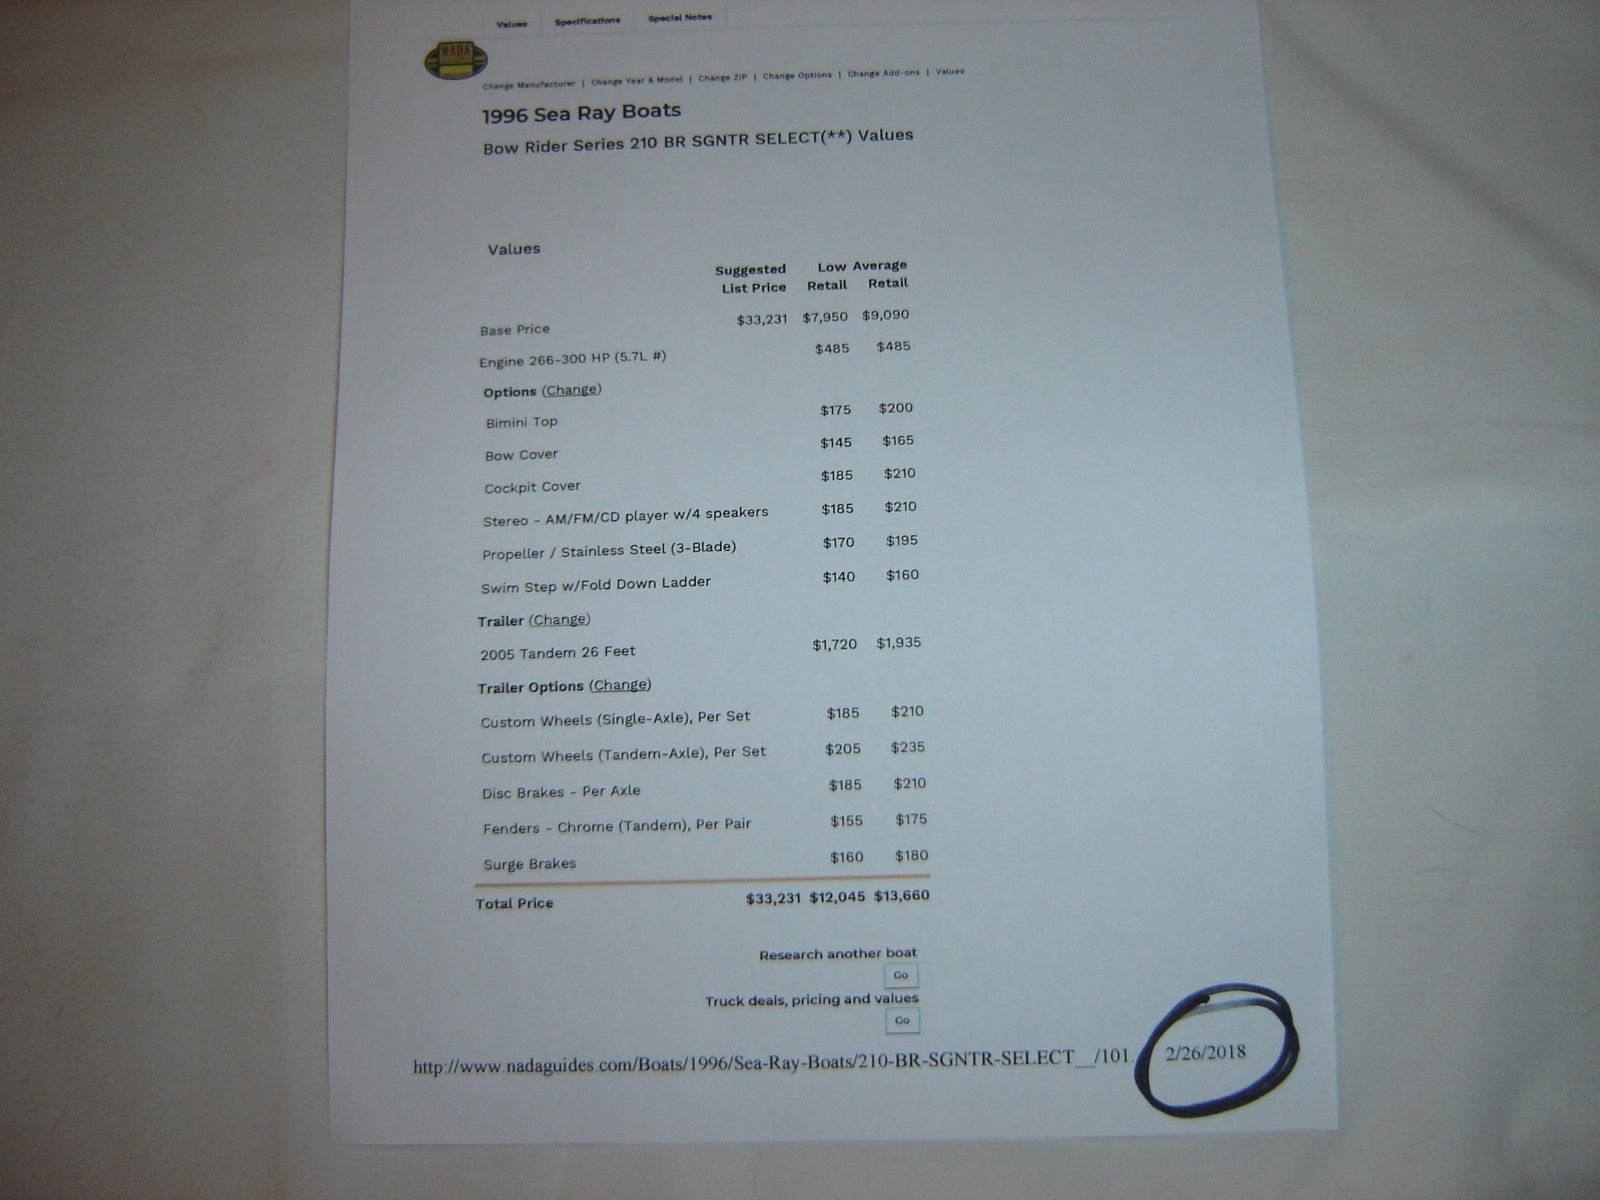 Values Specifications Special Notes
NADA
Change Manufacturer | Change Year & Model | Change ZIP | Change Options | Change Add-ons | Values
1996 Sea Ray Boats
Bow Rider Series 210 BR SGNTR SELECT(**) Values
Values
Suggested List Price Low Retail Average Retail
Base Price $33,231 $7,950 $9,090
Engine 266-300 HP (5.7L #) $485 $485
Options (Change)
Bimini Top $175 $200
Bow Cover $145 $165
Cockpit Cover $185 $210
Stereo - AM/FM/CD player w/4 speakers $185 $210
Propeller / Stainless Steel (3-Blade) $170 $195
Swim Step w/Fold Down Ladder $140 $160
Trailer (Change)
2005 Tandem 26 Feet $1,720 $1,935
Trailer Options (Change)
Custom Wheels (Single-Axle), Per Set $185 $210
Custom Wheels (Tandem-Axle), Per Set $205 $235
Disc Brakes - Per Axle $185 $210
Fenders - Chrome (Tandem), Per Pair $155 $175
Surge Brakes $160 $180
Total Price $33,231 $12,045 $13,660
Research another boat
Go
Truck deals, pricing and values
Go
http://www.nadaguides.com/Boats/1996/Sea-Ray-Boats/210-BR-SGNTR-SELECT__/101. 2/26/2018